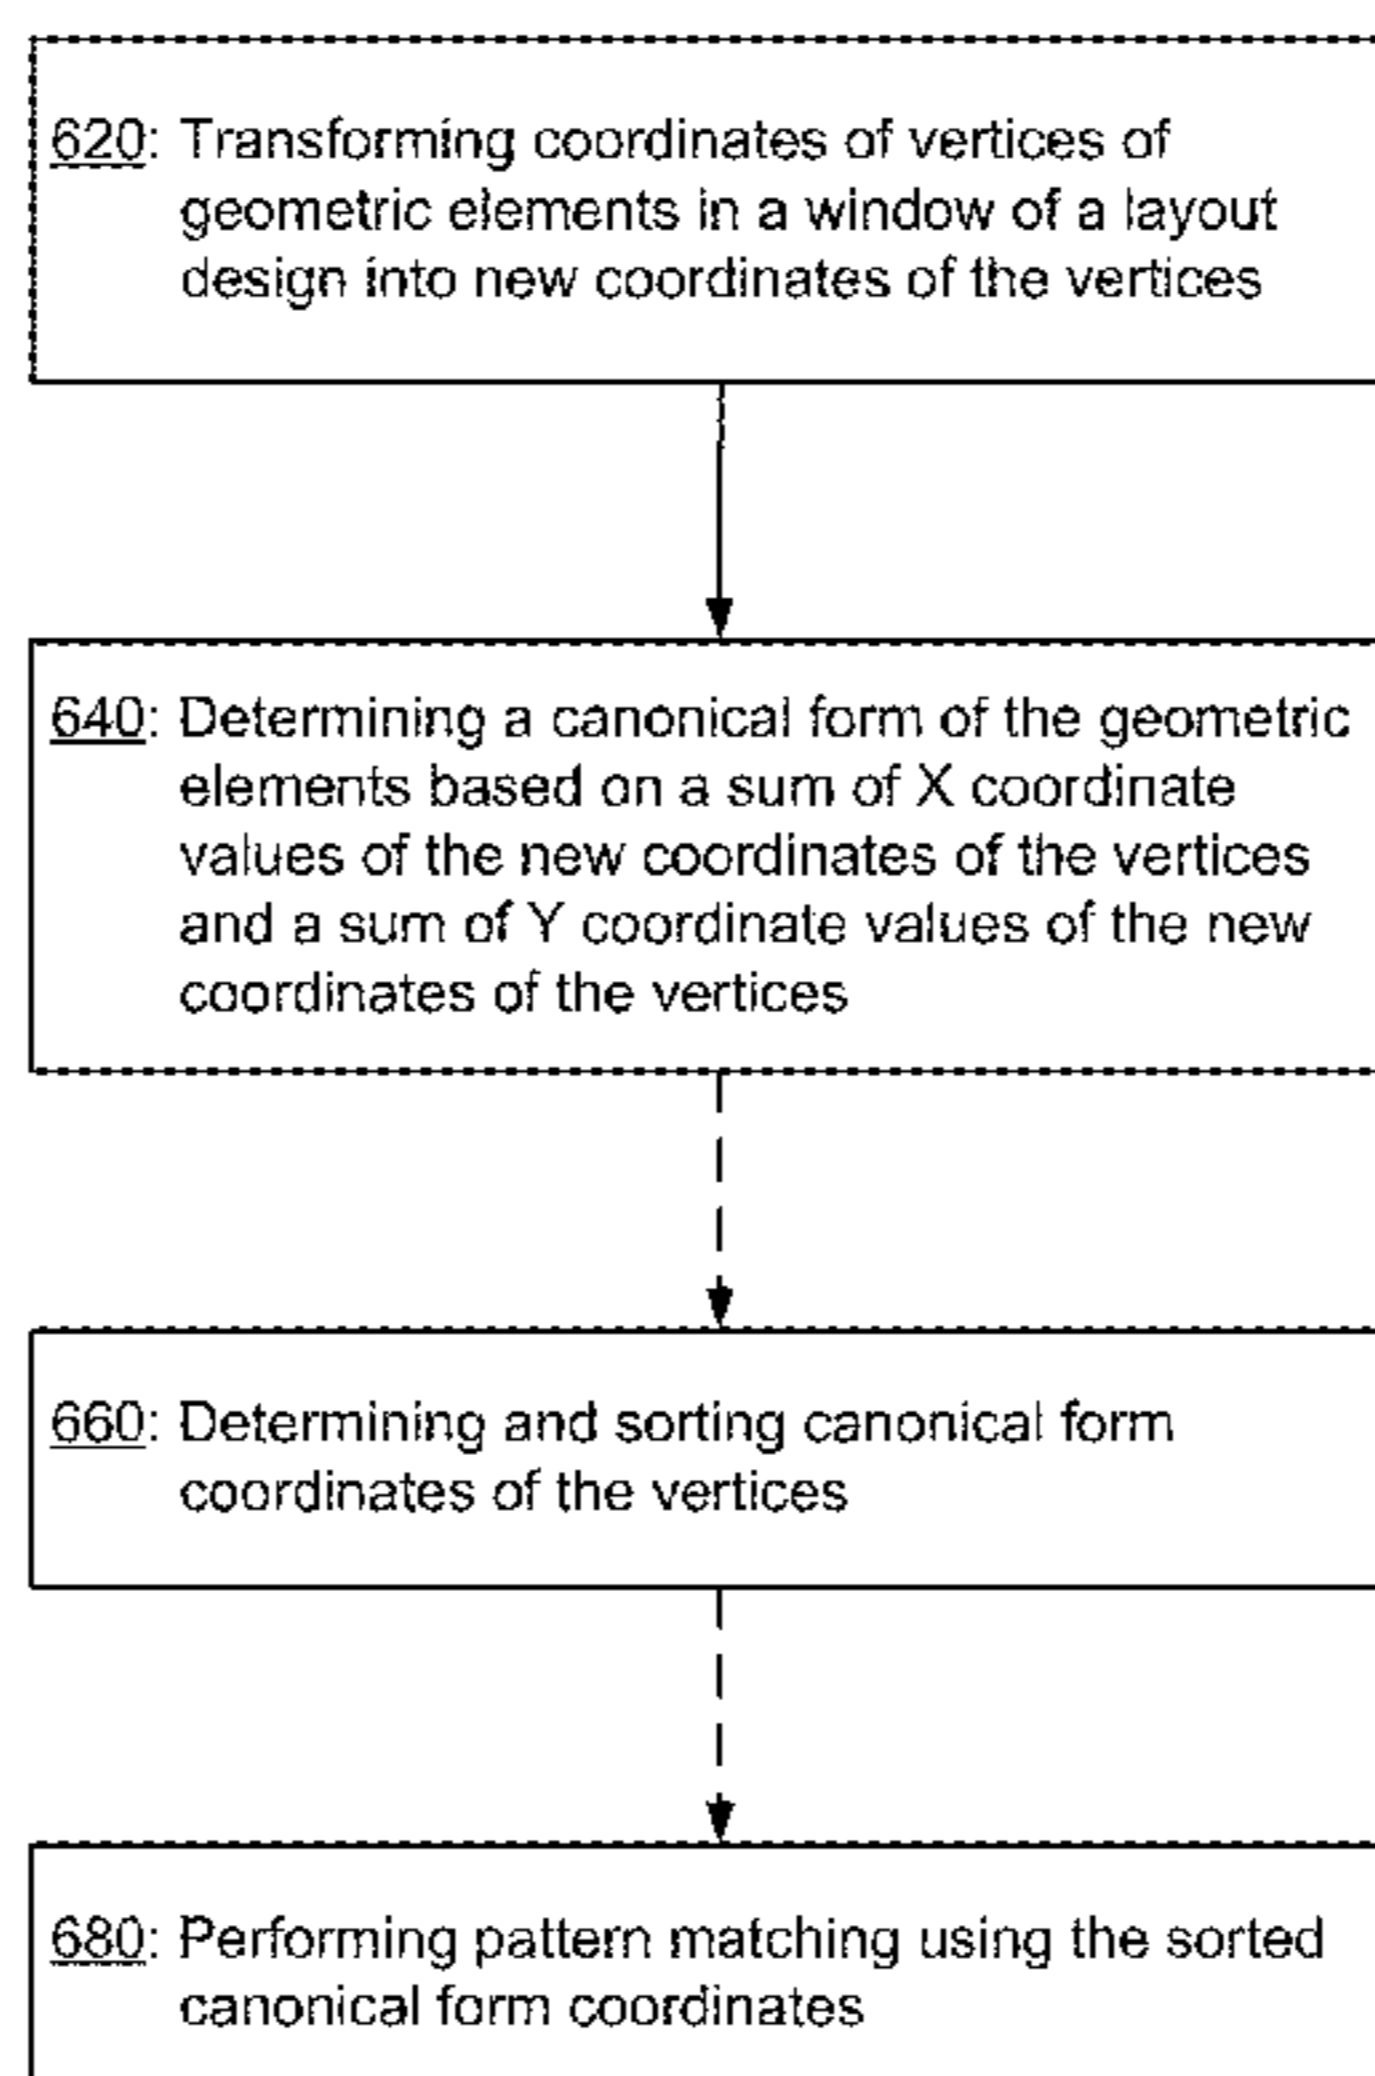 620: Transforming coordinates of vertices of
geometric elements in a window of a layout
design into new coordinates of the vertices
640: Determining a canonical form of the geometric
elements based on a sum of X coordinate
values of the new coordinates of the vertices
and a sum of Y coordinate values of the new
coordinates of the vertices
660: Determining and sorting canonical form
coordinates of the vertices
680: Performing pattern matching using the sorted
canonical form coordinates